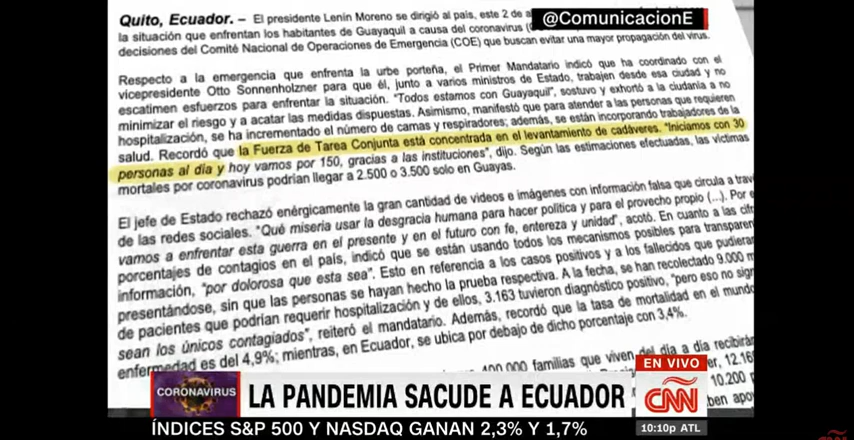 Quito, Ecuador. – El presidente Lenin Moreno se dirigió al país, este 2 de
@ComunicacionE
la situación que enfrentan los habitantes de Guayaquil a causa del coronavirus
decisiones del Comité Nacional de Operaciones de Emergencia (COE) que buscan evitar una mayor propagación del virus.
Respecto a la emergencia que enfrenta la urbe porteña, el Primer Mandatario indicó que ha coordinado con el
vicepresidente Otto Sonnenholzner para que él, junto a varios ministros de Estado, trabajen desde esa ciudad y no
escatimen esfuerzos para enfrentar la situación. "Todos estamos con Guayaquil", sostuvo y exhortó a la ciudadanía a no
minimizar el riesgo y a acatar las medidas dispuestas. Asimismo, manifestó que para atender a las personas que requieren
hospitalización, se ha incrementado el número de camas y respiradores; además, se están incorporando trabajadores de la
salud. Recordó que la Fuerza de Tarea Conjunta está concentrada en el levantamiento de cadáveres. "Iniciamos con 30
personas al día y hoy vamos por 150, gracias a las instituciones", dijo. Según las estimaciones efectuadas, las víctimas
mortales por coronavirus podrían llegar a 2.500 o 3.500 solo en Guayas.
El jefe de Estado rechazó enérgicamente la gran cantidad de videos e imágenes con información falsa que circula a
de las redes sociales. "Qué miseria usar la desgracia humana para hacer política y para el provecho propio (...). Por
vamos a enfrentar esta guerra en el presente y en el futuro con fe, entereza y unidad", acotó. En cuanto a las
porcentajes de contagios en el país, indicó que se están usando todos los mecanismos posibles para
información, "por dolorosa que esta sea". Esto en referencia a los casos positivos y a los fallecidos que
presentándose, sin que las personas se hayan hecho la prueba respectiva. A la fecha, se han recolectado 9.000
de pacientes que podrían requerir hospitalización y de ellos, 3.163 tuvieron diagnóstico positivo, "pero eso no
sean los únicos contagiados", reiteró el mandatario. Además, recordó que la tasa de mortalidad en el mundo
enfermedad es del 4,9%; mientras, en Ecuador, se ubica por debajo de dicho porcentaje con 3,4%.
400.000 familias que viven del día a día recibirán
EN VIVO
CORONAVIRUS
LA PANDEMIA SACUDE A ECUADOR
CNN
10:10p ATL
ÍNDICES S&P 500 Y NASDAQ GANAN 2,3% Y 1,7%